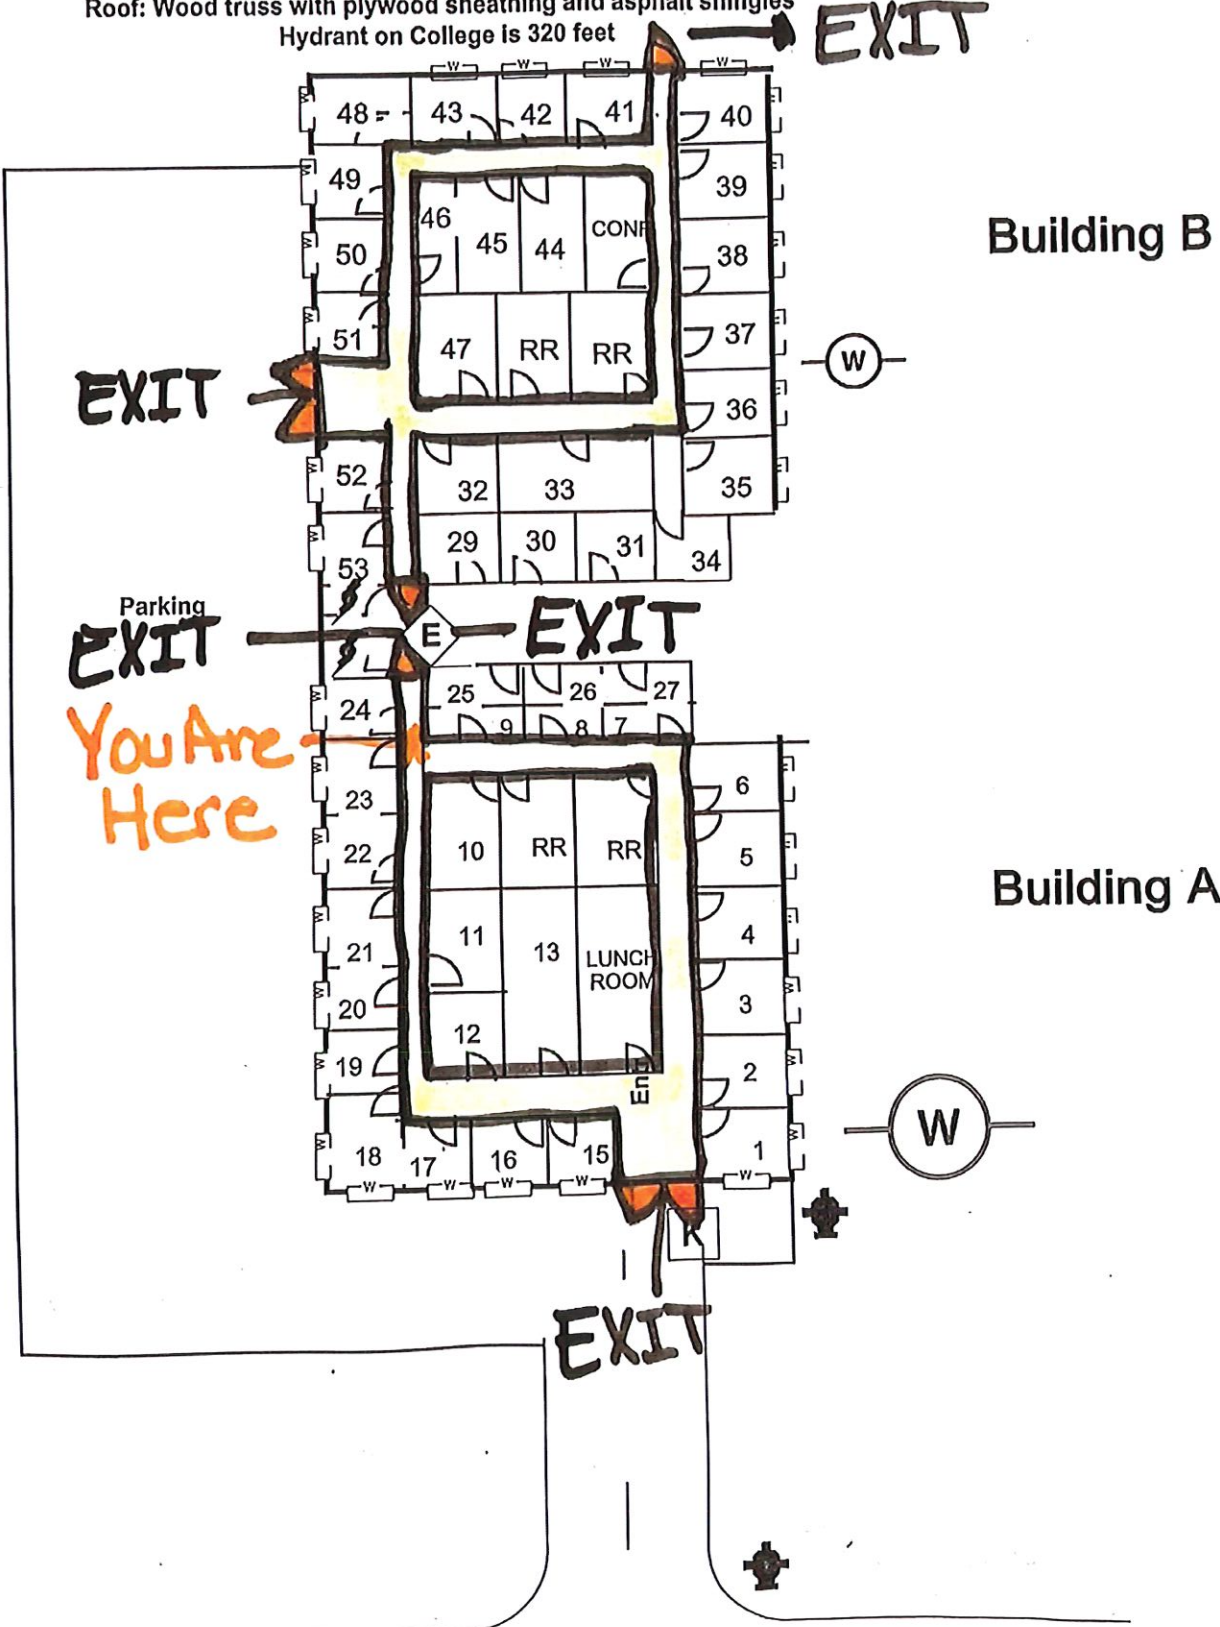 Roof: Wood truss with plywood sheathing and asphalt shingles
Hydrant on College is 320 feet
EXIT
W W W W
48 43 42 41 40
49 39
46 45 44 CONF
50 38
Building B
51 47 RR RR 37
W
EXIT
36
52 32 33 35
29 30 31 34
53
Parking
EXIT
E
EXIT
25 26 27
24 9 8 7
You Are
Here
23 6
22 10 RR RR 5
Building A
21 11 13 LUNCH
ROOM 4
20 3
12
19 Ent 2
W
18 17 16 15 1
W W W W W
K
EXIT